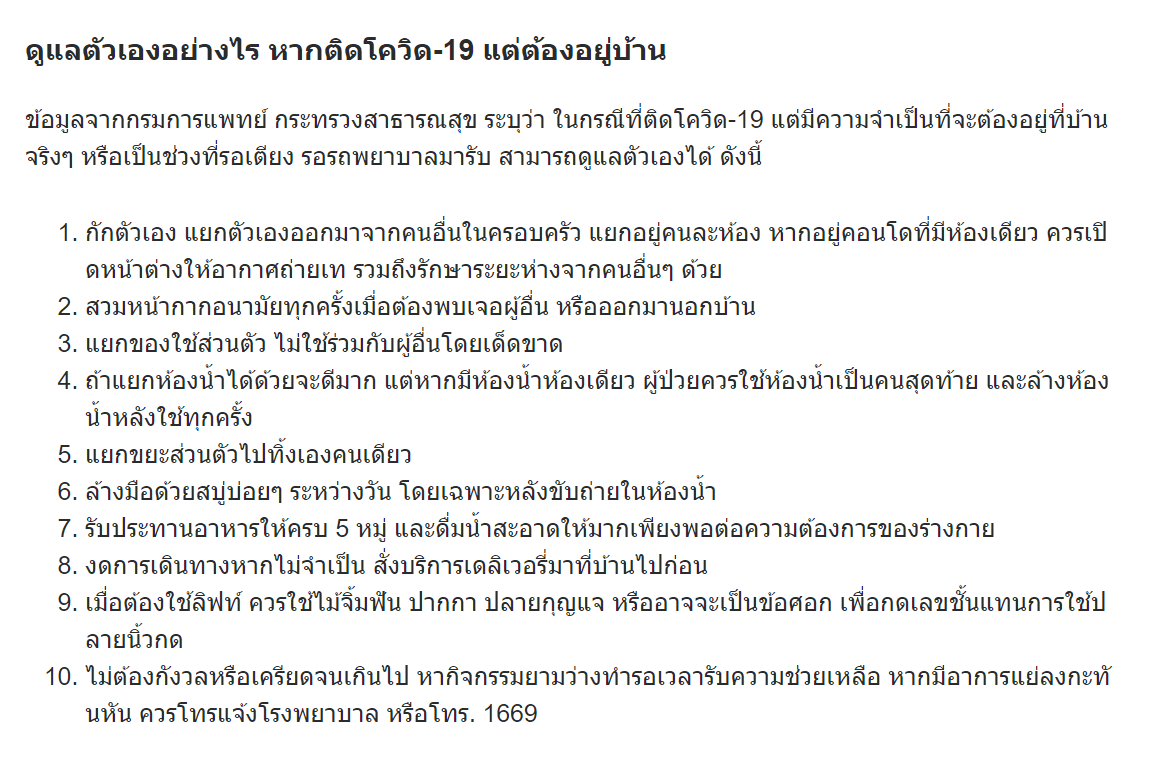 ดูแลตัวเองอย่างไร หากติดโควิด-19 แต่ต้องอยู่บ้าน
ข้อมูลจากกรมการแพทย์ กระทรวงสาธารณสุข ระบุว่า ในกรณีที่ติดโควิด-19 แต่มีความจำเป็นที่จะต้องอยู่ที่บ้าน
จริงๆ หรือเป็นช่วงที่รอเตียง รอรถพยาบาลมารับ สามารถดูแลตัวเองได้ ดังนี้
1. กักตัวเอง แยกตัวเองออกมาจากคนอื่นในครอบครัว แยกอยู่คนละห้อง หากอยู่คอนโดที่มีห้องเดียว ควรเปิ
ดหน้าต่างให้อากาศถ่ายเท รวมถึงรักษาระยะห่างจากคนอื่นๆ ด้วย
2. สวมหน้ากากอนามัยทุกครั้งเมื่อต้องพบเจอผู้อื่น หรือออกมานอกบ้าน
3. แยกของใช้ส่วนตัว ไม่ใช้ร่วมกับผู้อื่นโดยเด็ดขาด
4. ถ้าแยกห้องน้ำได้ด้วยจะดีมาก แต่หากมีห้องน้ำห้องเดียว ผู้ป่วยควรใช้ห้องน้ำเป็นคนสุดท้าย และล้างห้อง
น้ำหลังใช้ทุกครั้ง
5. แยกขยะส่วนตัวไปทิ้งเองคนเดียว
6. ล้างมือด้วยสบู่บ่อยๆ ระหว่างวัน โดยเฉพาะหลังขับถ่ายในห้องน้ำ
7. รับประทานอาหารให้ครบ 5 หมู่ และดื่มน้ำสะอาดให้มากเพียงพอต่อความต้องการของร่างกาย
8. งดการเดินทางหากไม่จำเป็น สั่งบริการเดลิเวอรี่มาที่บ้านไปก่อน
9. เมื่อต้องใช้ลิฟท์ ควรใช้ไม้จิ้มฟัน ปากกา ปลายกุญแจ หรืออาจจะเป็นข้อศอก เพื่อกดเลขชั้นแทนการใช้ป
ลายนิ้วกด
10. ไม่ต้องกังวลหรือเครียดจนเกินไป หากิจกรรมยามว่างทำรอเวลารับความช่วยเหลือ หากมีอาการแย่ลงกะทั
นหัน ควรโทรแจ้งโรงพยาบาล หรือโทร. 1669